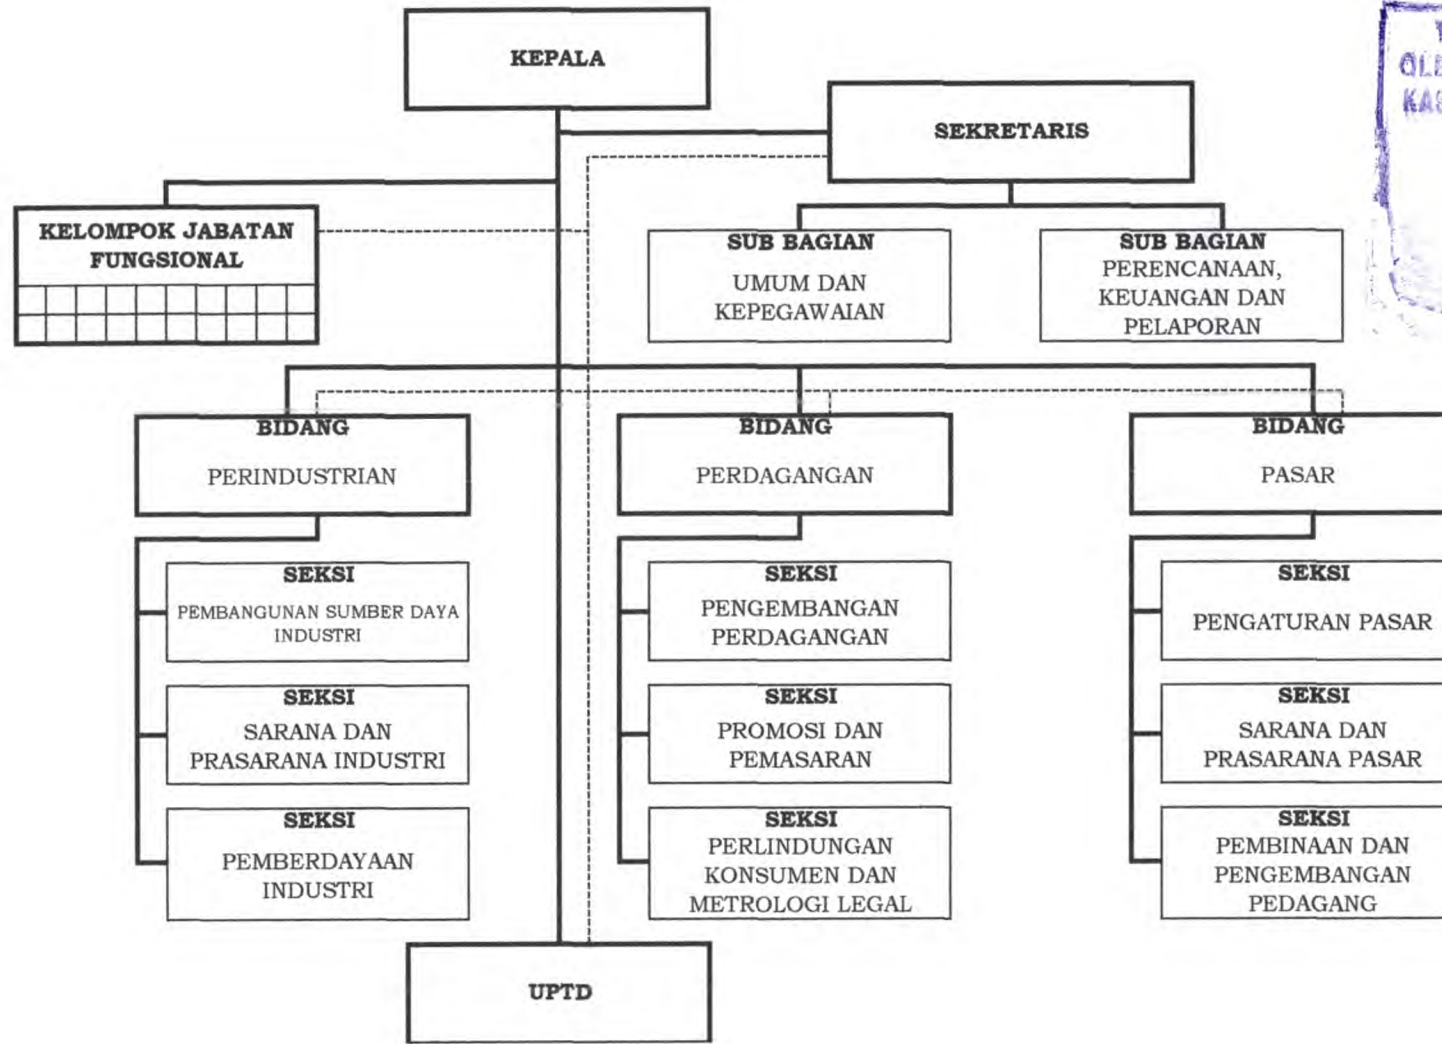 KEPALA
SEKRETARIS
KELOMPOK JABATAN
FUNGSIONAL
SUB BAGIAN
UMUM DAN
KEPEGAWAIAN
SUB BAGIAN
PERENCANAAN,
KEUANGAN DAN
PELAPORAN
BIDANG
PERINDUSTRIAN
BIDANG
PERDAGANGAN
BIDANG
PASAR
SEKSI
PEMBANGUNAN SUMBER DAYA
INDUSTRI
SEKSI
SARANA DAN
PRASARANA INDUSTRI
SEKSI
PEMBERDAYAAN
INDUSTRI
SEKSI
PENGEMBANGAN
PERDAGANGAN
SEKSI
PROMOSI DAN
PEMASARAN
SEKSI
PERLINDUNGAN
KONSUMEN DAN
METROLOGI LEGAL
SEKSI
PENGATURAN PASAR
SEKSI
SARANA DAN
PRASARANA PASAR
SEKSI
PEMBINAAN DAN
PENGEMBANGAN
PEDAGANG
UPTD